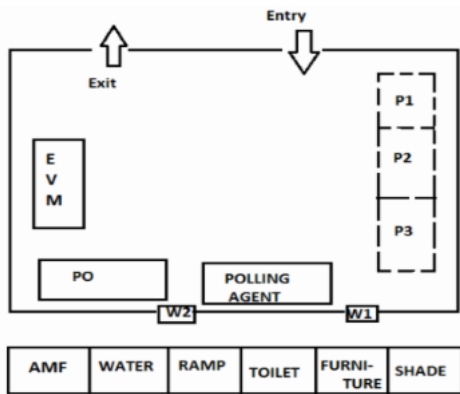 Entry
Exit
P1
P2
P3
E
V
M
PO
POLLING
AGENT
W2
W1
AMF
WATER
RAMP
TOILET
FURNI-
TURE
SHADE